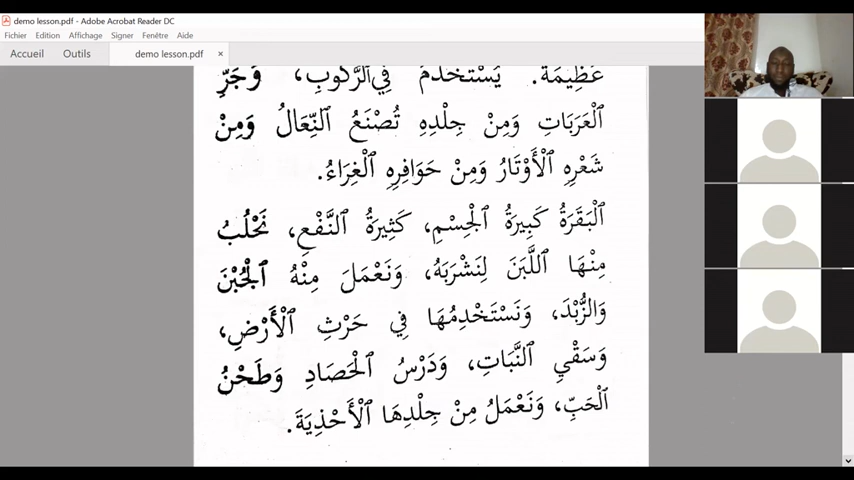 demo lesson.pdf - Adobe Acrobat Reader DC
Fichier Edition Affichage Signer Fenêtre Aide
Accueil Outils demo lesson.pdf ×
عَظِيمَةٌ. يَسْتَخْدَمُ فِي ٱلرُّكُوبِ، وَجَرِّ
ٱلْعَرَبَاتِ وَمِنْ جِلْدِهِ تُصْنَعُ ٱلنِّعَالُ وَمِنْ
شَعْرِهِ ٱلْأَوْتَارُ وَمِنْ حَوَافِرِهِ ٱلْغِرَاءُ.
ٱلْبَقَرَةُ كَبِيرَةُ ٱلْجِسْمِ، كَثِيرَةُ ٱلنَّفْعِ، نَحْلُبُ
مِنْهَا ٱللَّبَنَ لِنَشْرَبَهُ، وَنَعْمَلَ مِنْهُ ٱلْجُبْنَ
وَالزُّبْدَ، وَنَسْتَخْدِمُهَا فِي حَرْثِ ٱلْأَرْضِ،
وَسَقْيِ ٱلنَّبَاتِ، وَدَرْسُ ٱلْحَصَادِ وَطَحْنُ
ٱلْحَبِّ، وَنَعْمَلُ مِنْ جِلْدِهَا ٱلْأَحْذِيَةَ.